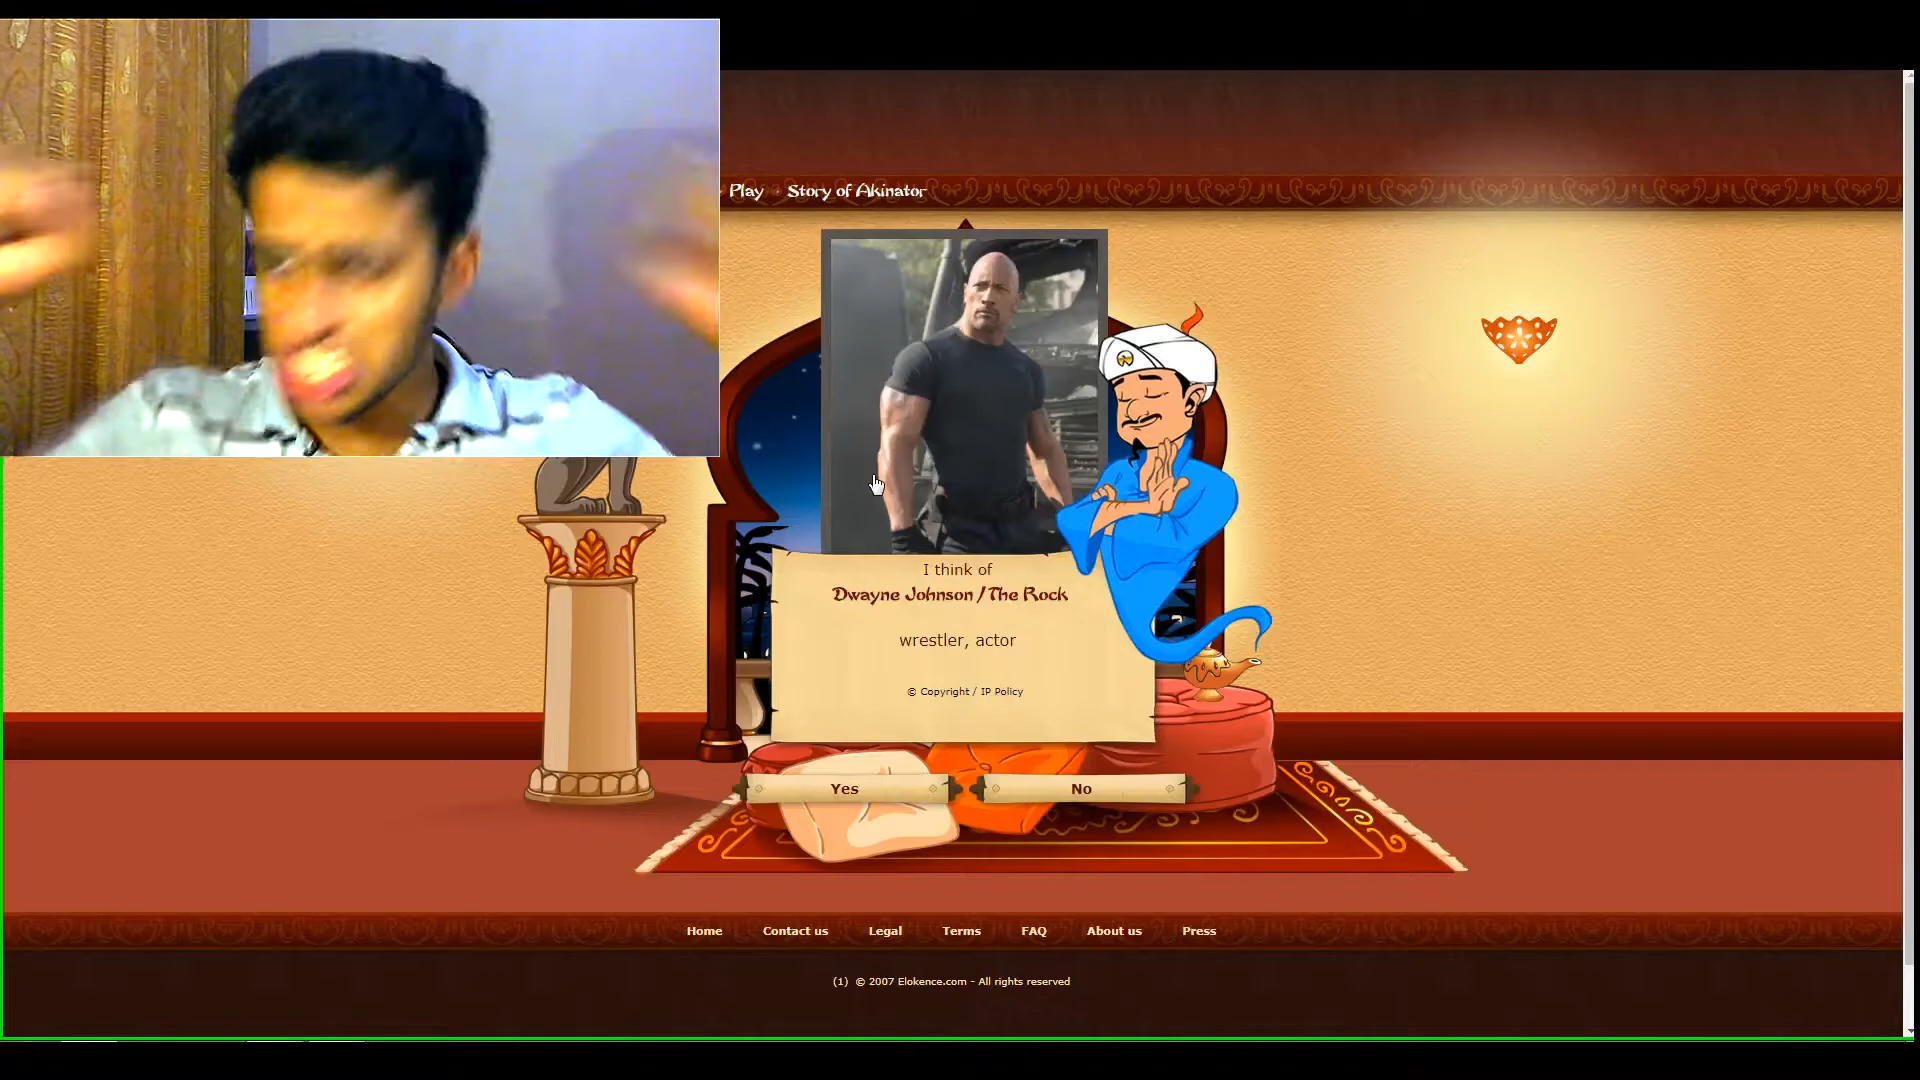 Play Story of Akinator
I think of
Dwayne Johnson / The Rock
wrestler, actor
© Copyright / IP Policy
Yes No
Home Contact us Legal Terms FAQ About us Press
(1) © 2007 Elokence.com - All rights reserved